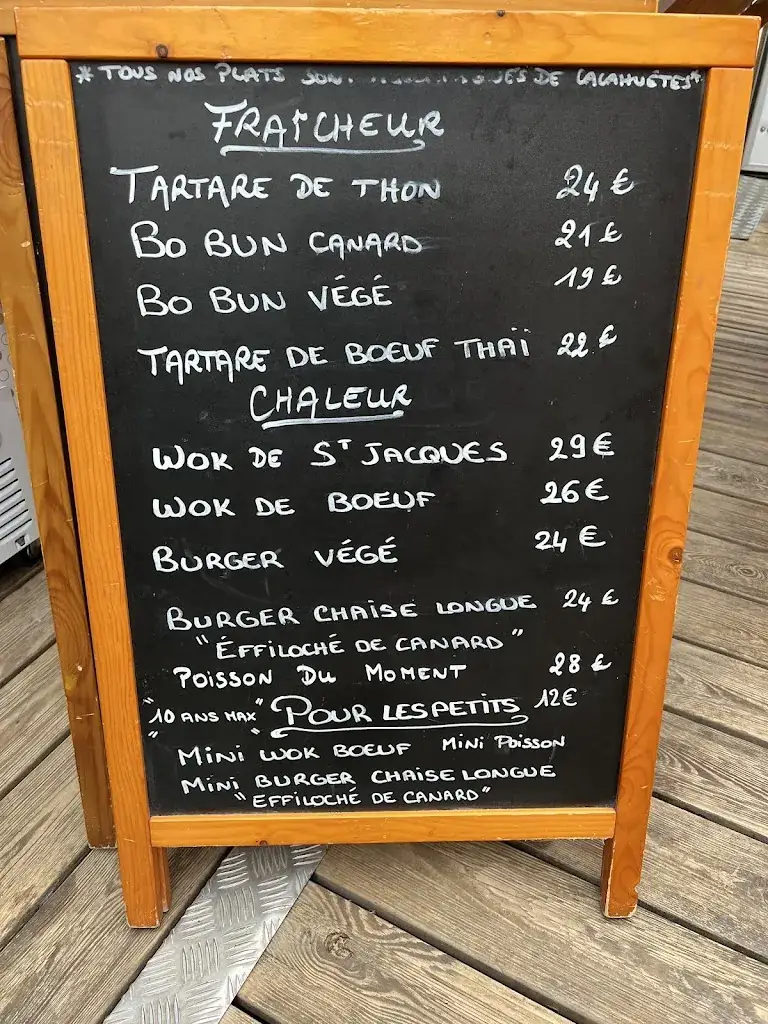 * TOUS NOS PLATS SONT DE CACAHUÈTES*
FRAÎCHEUR
TARTARE DE THON 24 €
BO BUN CANARD 21 €
BO BUN VÉGÉ 19 €
TARTARE DE BOEUF THAÏ 22 €
CHALEUR
WOK DE ST JACQUES 29 €
WOK DE BOEUF 26 €
BURGER VÉGÉ 24 €
BURGER CHAISE LONGUE 24 €
"ÉFFILOCHÉ DE CANARD"
POISSON DU MOMENT 28 €
"10 ANS MAX" POUR LES PETITS 12€
MINI WOK BOEUF MINI POISSON
MINI BURGER CHAISE LONGUE
"EFFILOCHÉ DE CANARD"